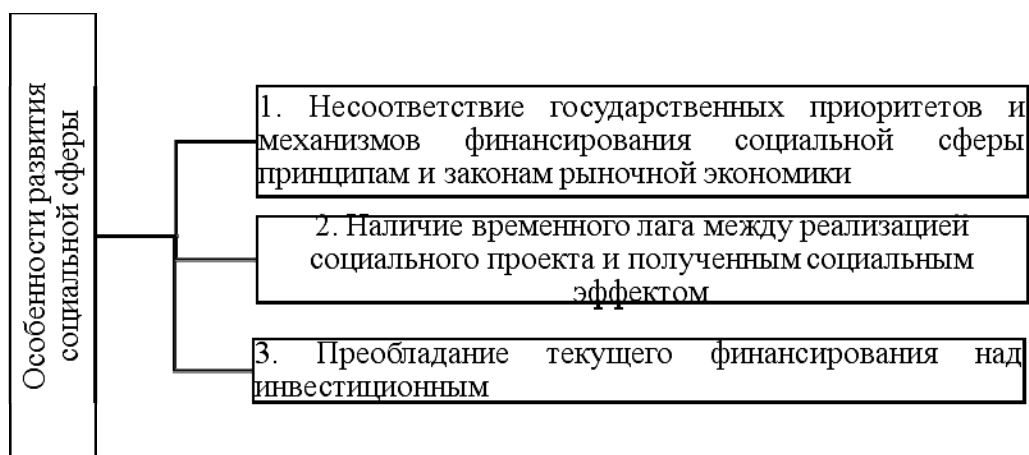 Особенности развития
социальной сферы
1. Несоответствие государственных приоритетов и
механизмов финансирования социальной сферы
принципам и законам рыночной экономики
2. Наличие временного лага между реализацией
социального проекта и полученным социальным
эффектом
3. Преобладание текущего финансирования над
инвестиционным